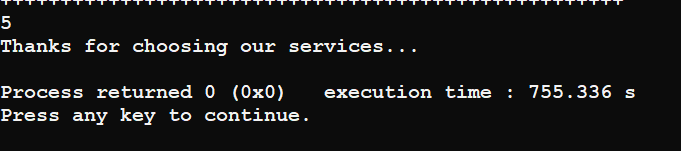 ++++++++++++++++++++++++++++++++++++++++++++++++++++
5
Thanks for choosing our services...
Process returned 0 (0x0)   execution time : 755.336 s
Press any key to continue.